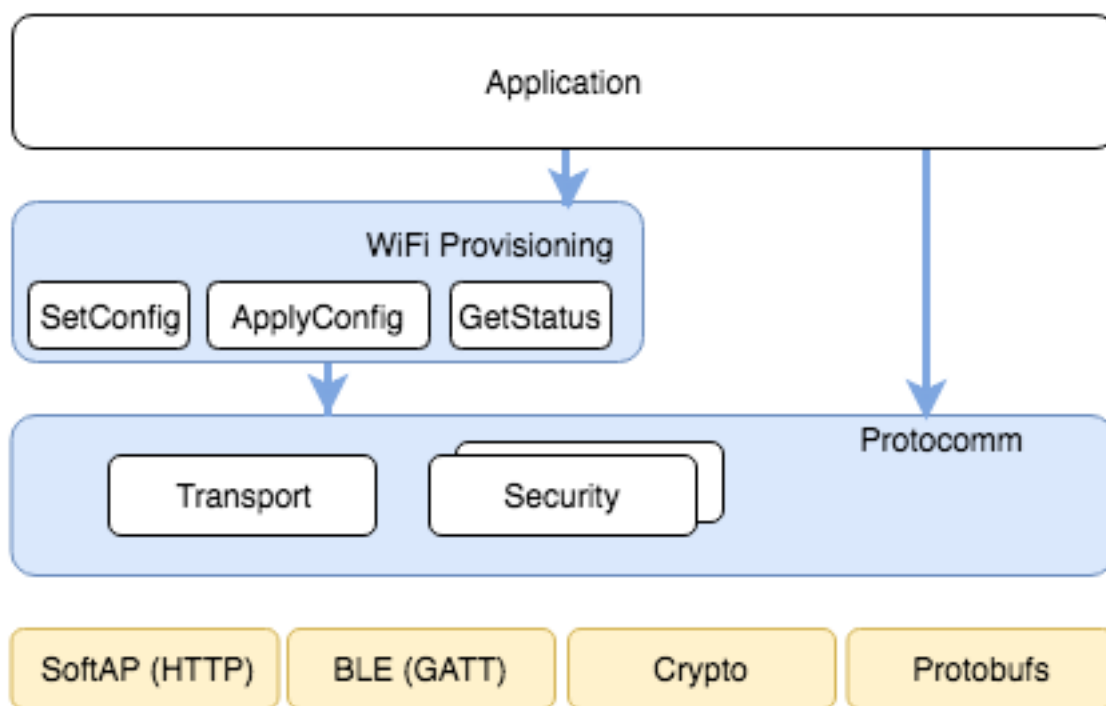 Application
WiFi Provisioning
SetConfig ApplyConfig GetStatus
Protocomm
Transport Security
SoftAP (HTTP) BLE (GATT) Crypto Protobufs